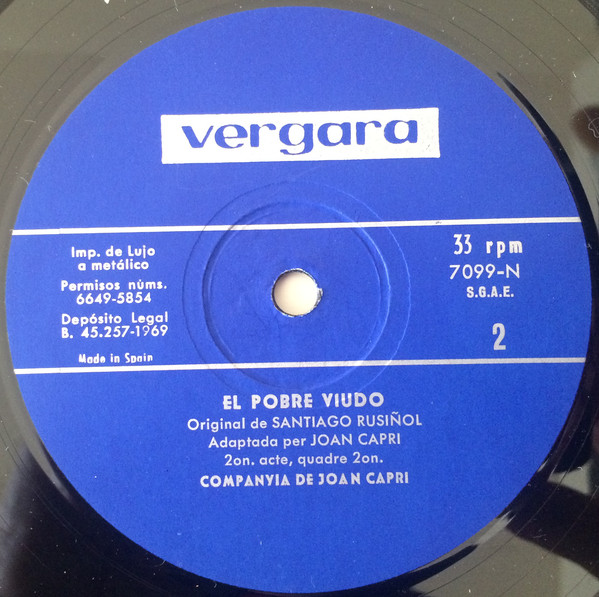 vergara
Imp. de Lujo
a metálico
Permisos núms.
6649-5854
Depósito Legal
B. 45.257-1969
Made in Spain
33 rpm
7099-N
S.G.A.E.
2
EL POBRE VIUDO
Original de SANTIAGO RUSIÑOL
Adaptada per JOAN CAPRI
2on. acte, quadre 2on.
COMPANYIA DE JOAN CAPRI